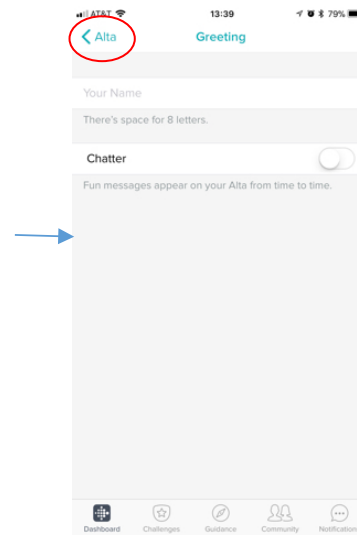 AT&T 13:39 79%
Alta Greeting
Your Name
There's space for 8 letters.
Chatter
Fun messages appear on your Alta from time to time.
Dashboard Challenges Guidance Community Notification